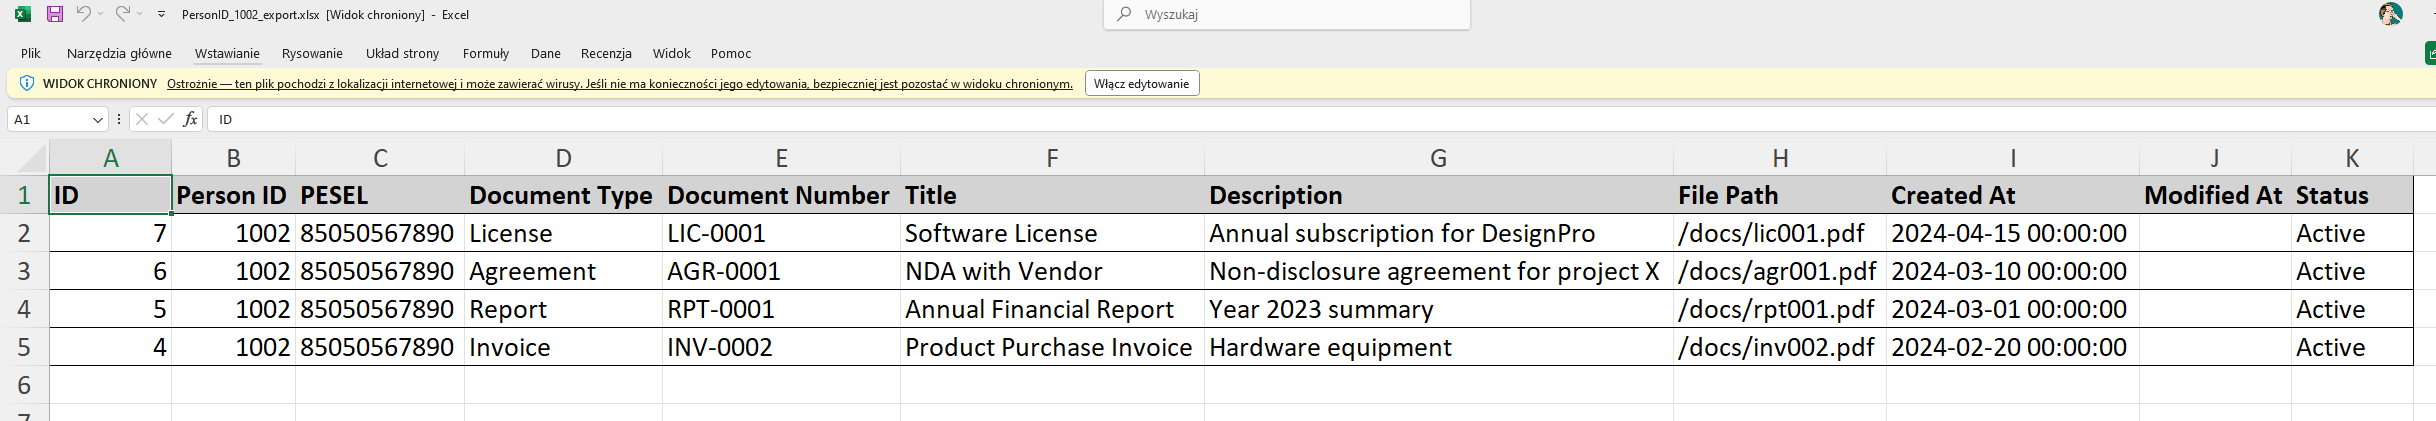 PersonID_1002_export.xlsx [Widok chroniony] - Excel
Wyszukaj
Plik Narzędzia główne Wstawianie Rysowanie Układ strony Formuły Dane Recenzja Widok Pomoc
WIDOK CHRONIONY Ostrożnie — ten plik pochodzi z lokalizacji internetowej i może zawierać wirusy. Jeśli nie ma konieczności jego edytowania, bezpieczniej jest pozostać w widoku chronionym. Włącz edytowanie
A1 fx ID
A B C D E F G H I J K
1 ID Person ID PESEL Document Type Document Number Title Description File Path Created At Modified At Status
2 7 1002 85050567890 License LIC-0001 Software License Annual subscription for DesignPro /docs/lic001.pdf 2024-04-15 00:00:00 Active
3 6 1002 85050567890 Agreement AGR-0001 NDA with Vendor Non-disclosure agreement for project X /docs/agr001.pdf 2024-03-10 00:00:00 Active
4 5 1002 85050567890 Report RPT-0001 Annual Financial Report Year 2023 summary /docs/rpt001.pdf 2024-03-01 00:00:00 Active
5 4 1002 85050567890 Invoice INV-0002 Product Purchase Invoice Hardware equipment /docs/inv002.pdf 2024-02-20 00:00:00 Active
6
7